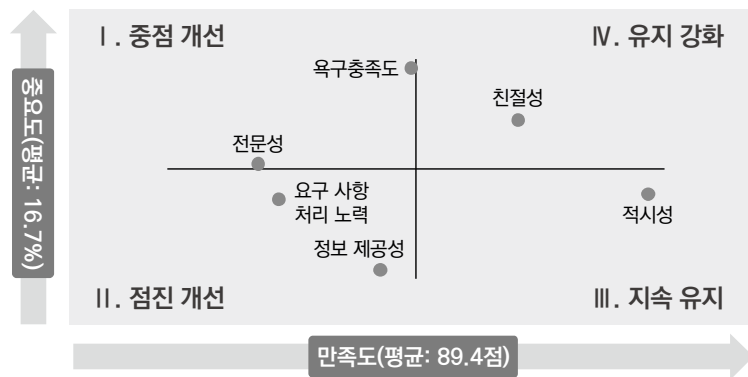 Ⅰ. 중점 개선
Ⅳ. 유지 강화
욕구충족도
친절성
전문성
요구 사항
처리 노력
적시성
정보 제공성
Ⅱ. 점진 개선
Ⅲ. 지속 유지
중요도(평균: 16.7%)
만족도(평균: 89.4점)